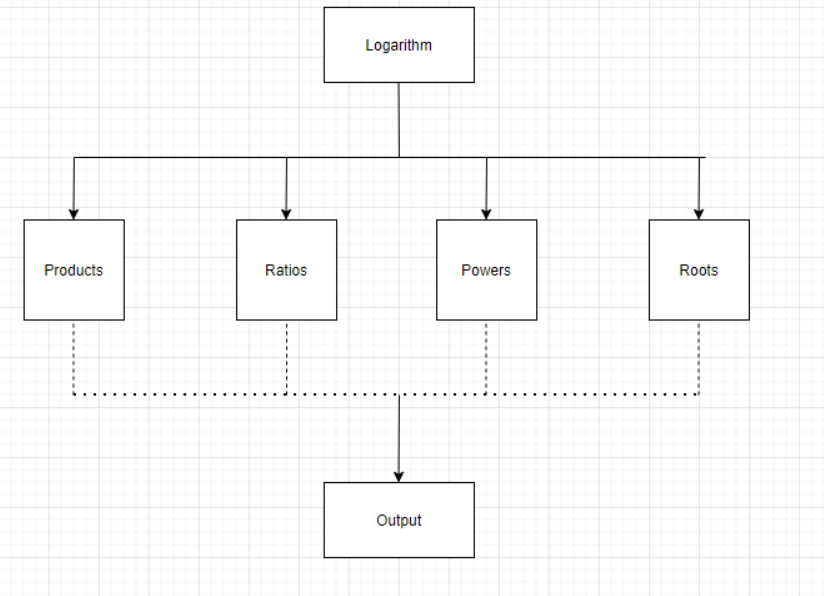 Logarithm
Products
Ratios
Powers
Roots
Output